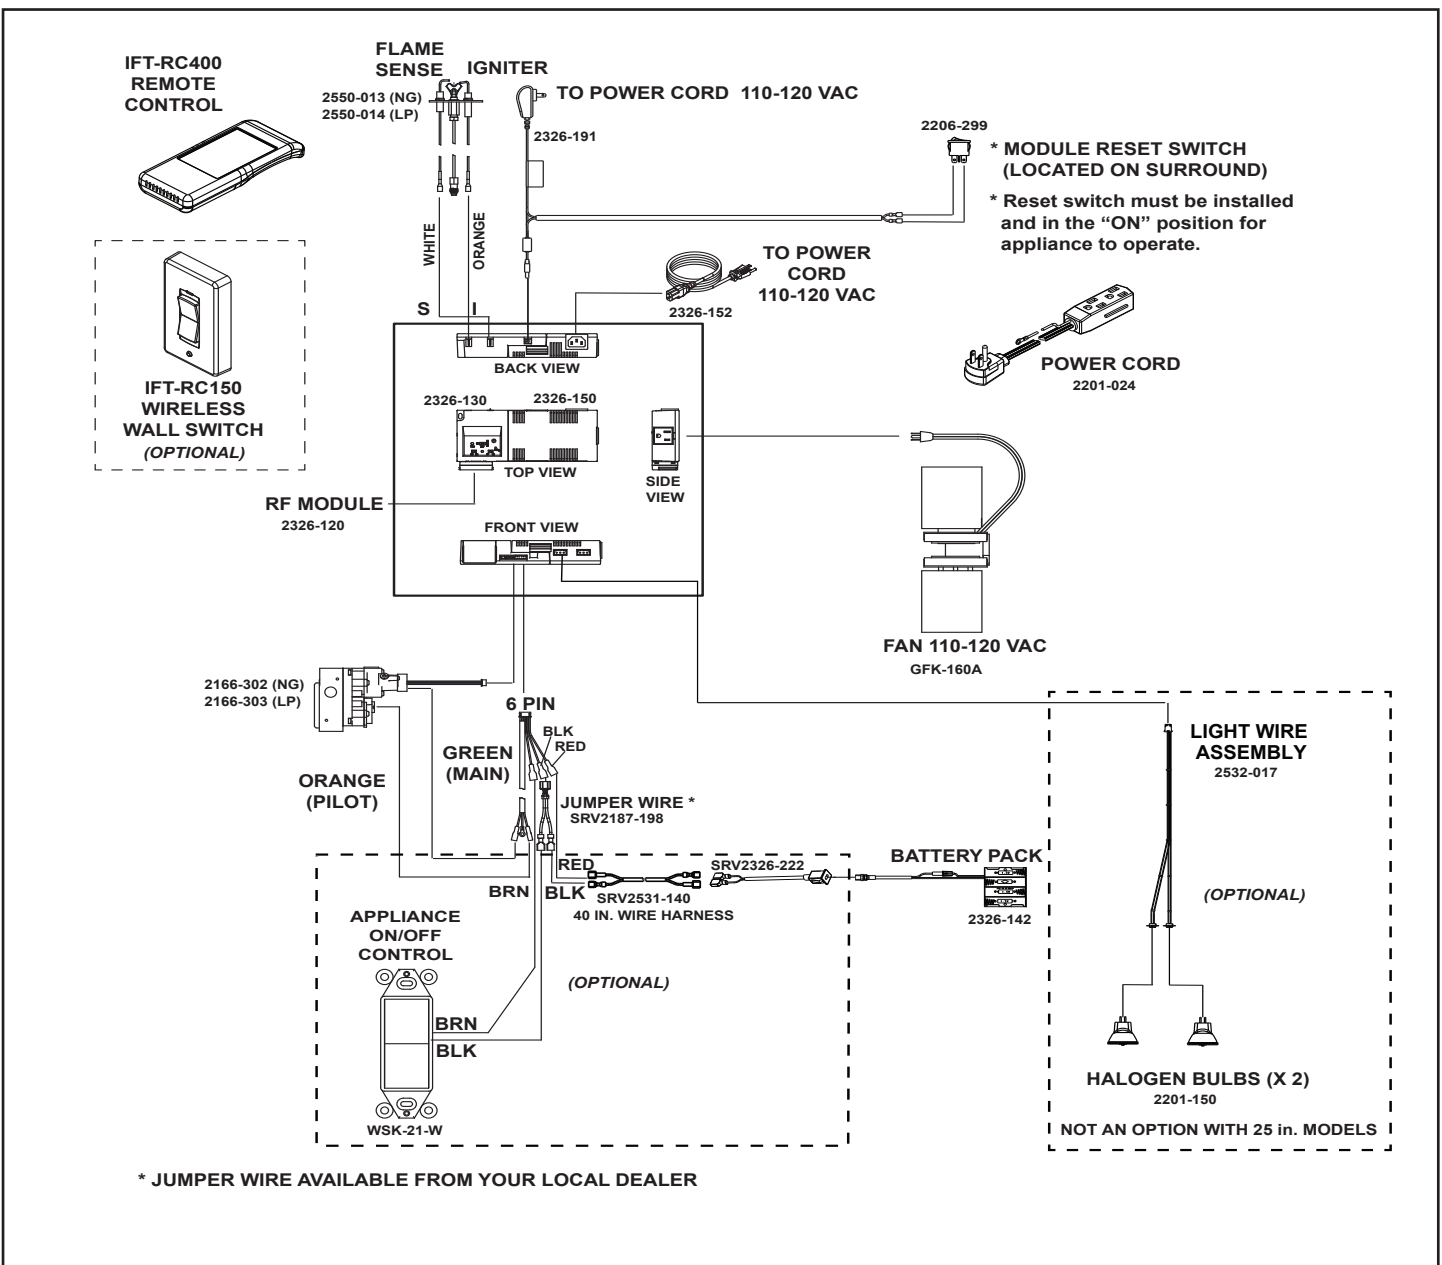 IFT-RC400
REMOTE
CONTROL
FLAME
SENSE
IGNITER
2550-013 (NG)
2550-014 (LP)
TO POWER CORD 110-120 VAC
2326-191
2206-299
* MODULE RESET SWITCH
(LOCATED ON SURROUND)
* Reset switch must be installed
and in the “ON” position for
appliance to operate.
WHITE
ORANGE
S
I
TO POWER
CORD
110-120 VAC
2326-152
POWER CORD
2201-024
IFT-RC150
WIRELESS
WALL SWITCH
(OPTIONAL)
BACK VIEW
2326-130
2326-150
TOP VIEW
SIDE
VIEW
RF MODULE
2326-120
FRONT VIEW
FAN 110-120 VAC
GFK-160A
2166-302 (NG)
2166-303 (LP)
6 PIN
BLK
RED
GREEN
(MAIN)
ORANGE
(PILOT)
JUMPER WIRE *
SRV2187-198
LIGHT WIRE
ASSEMBLY
2532-017
RED
BRN
BLK
SRV2531-140
40 IN. WIRE HARNESS
SRV2326-222
BATTERY PACK
2326-142
(OPTIONAL)
APPLIANCE
ON/OFF
CONTROL
(OPTIONAL)
BRN
BLK
WSK-21-W
HALOGEN BULBS (X 2)
2201-150
NOT AN OPTION WITH 25 in. MODELS
* JUMPER WIRE AVAILABLE FROM YOUR LOCAL DEALER